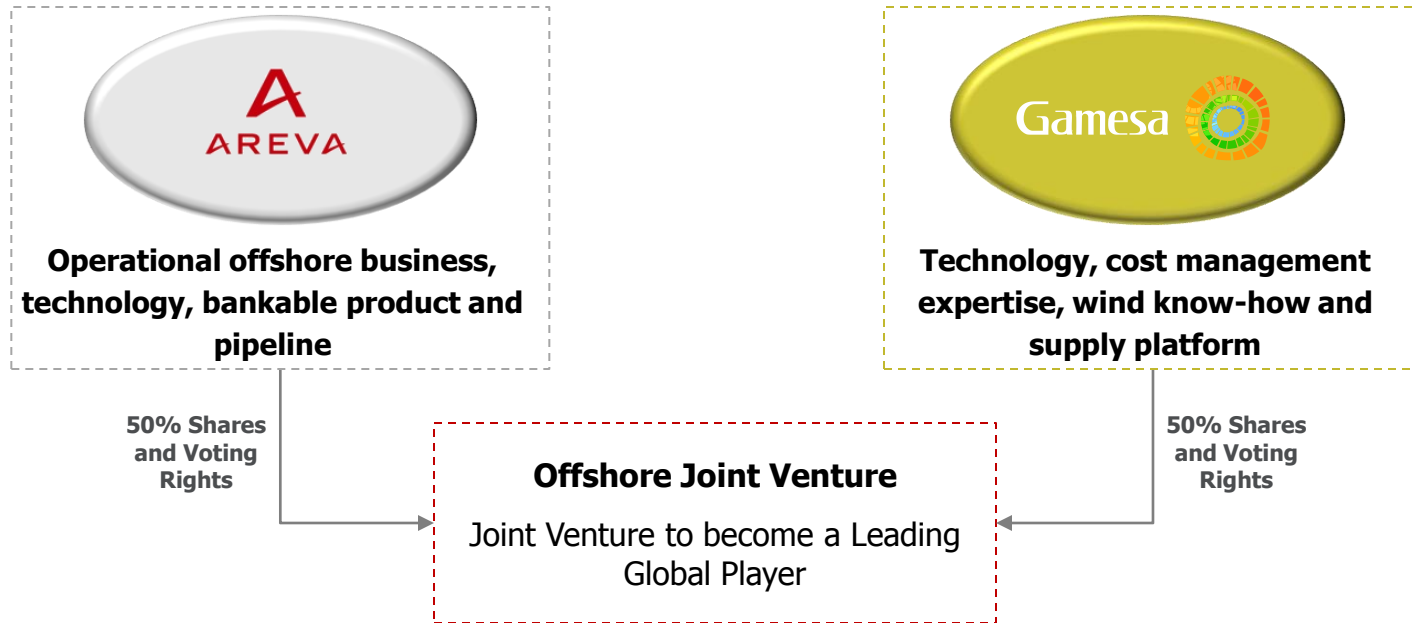 AREVA
Operational offshore business,
technology, bankable product and
pipeline
Gamesa
Technology, cost management
expertise, wind know-how and
supply platform
50% Shares
and Voting
Rights
50% Shares
and Voting
Rights
Offshore Joint Venture
Joint Venture to become a Leading
Global Player